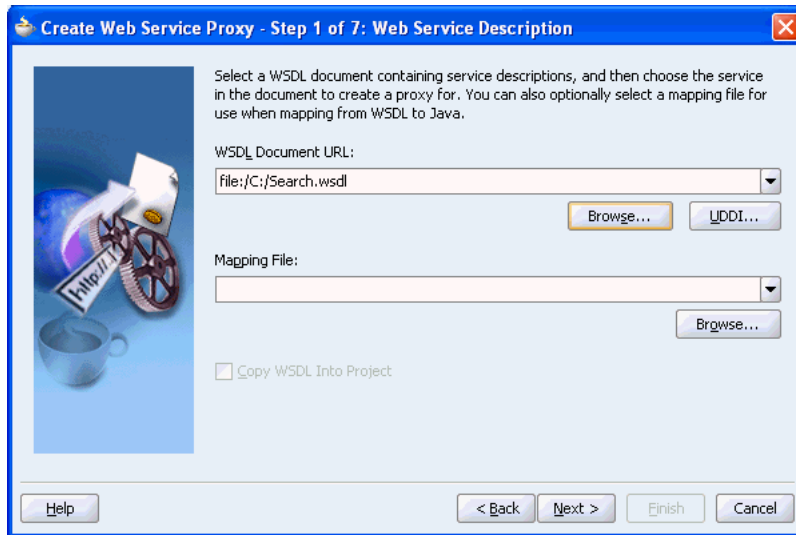 Create Web Service Proxy - Step 1 of 7: Web Service Description
Select a WSDL document containing service descriptions, and then choose the service
in the document to create a proxy for. You can also optionally select a mapping file for
use when mapping from WSDL to Java.
WSDL Document URL:
file:/C:/Search.wsdl
Browse... UDDI...
http://
Mapping File:
Browse...
Copy WSDL Into Project
Help < Back Next > Finish Cancel